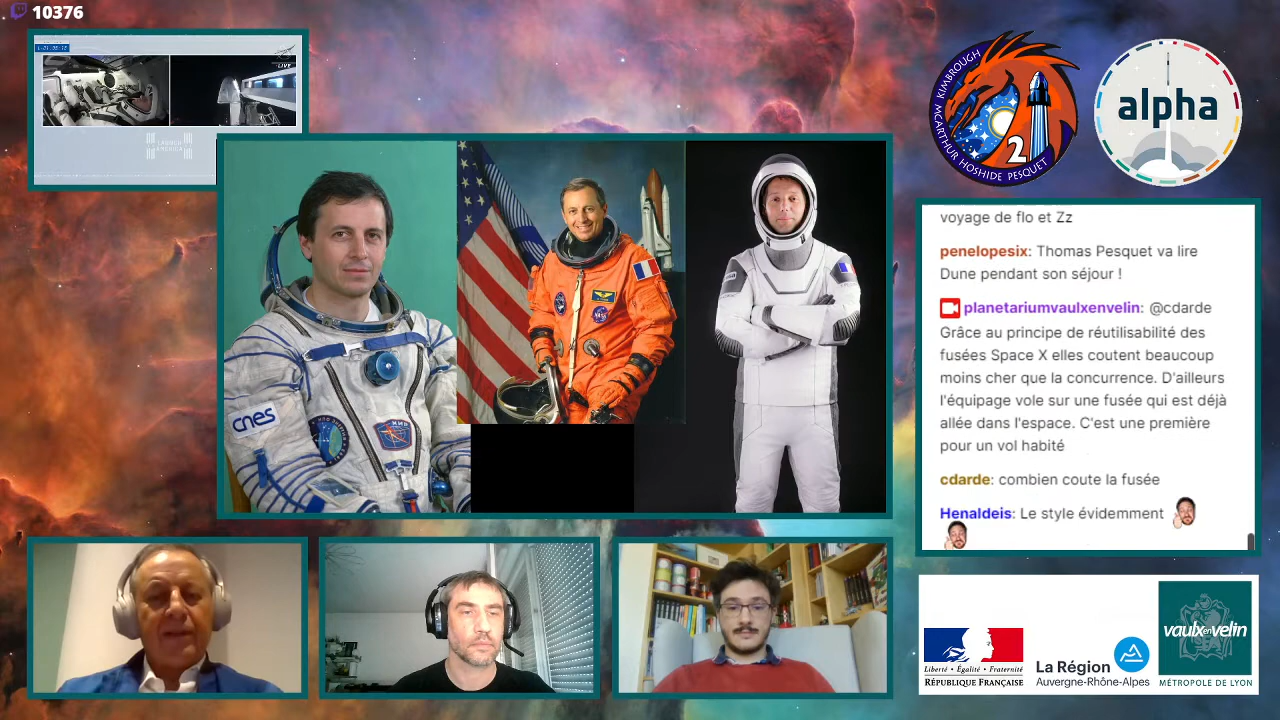 10376
LIVE
LAUNCH
AMERICA
cnes
NASA
MCARTHUR KIMBROUGH
HOSHIDE PESQUET
2
alpha
voyage de flo et Zz
penelopesix: Thomas Pesquet va lire
Dune pendant son séjour !
planetariumvaulxenvelin: @cdarde
Grâce au principe de réutilisabilité des
fusées Space X elles coutent beaucoup
moins cher que la concurrence. D'ailleurs
l'équipage vole sur une fusée qui est déjà
allée dans l'espace. C'est une première
pour un vol habité
cdarde: combien coute la fusée
Henaldeis: Le style évidemment
Liberté • Égalité • Fraternité
RÉPUBLIQUE FRANÇAISE
La Région
Auvergne-Rhône-Alpes
vaulx en velin
MÉTROPOLE DE LYON